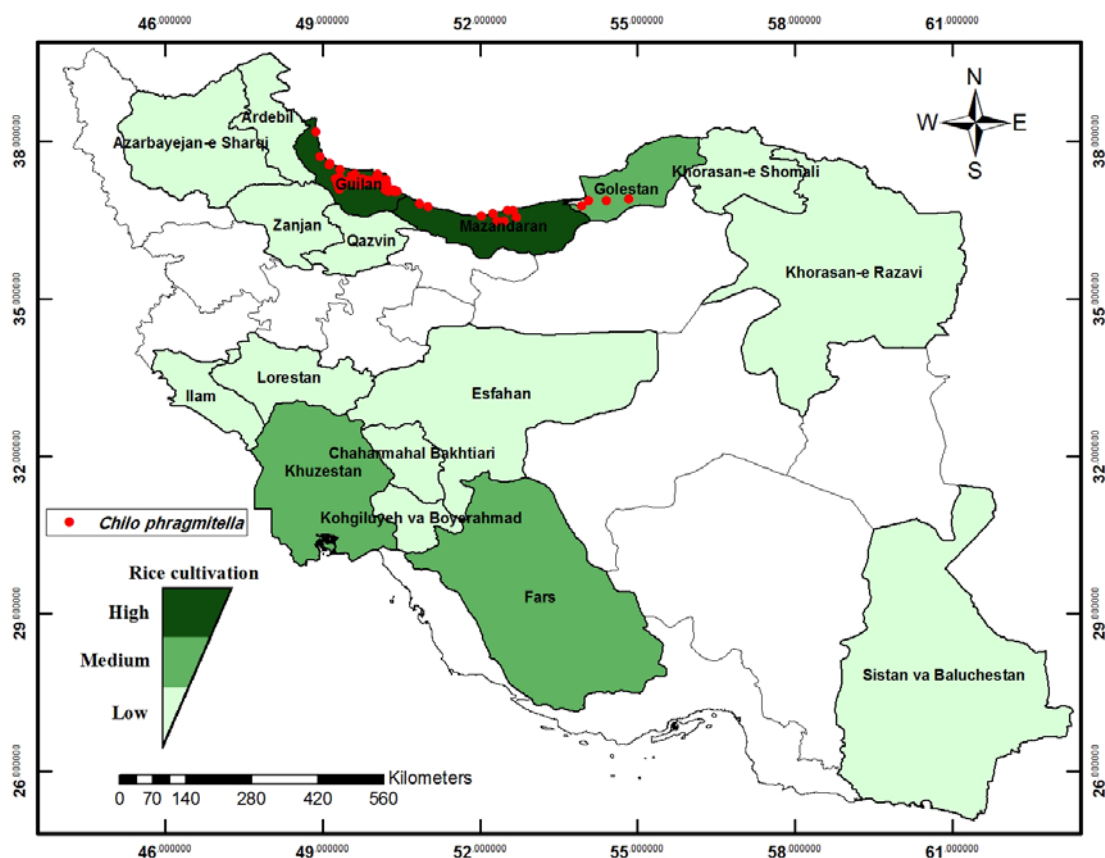 46.000000 49.000000 52.000000 55.000000 58.000000 61.000000
N
W E
S
38.000000 38.000000
Ardebil
Azarbayejan-e Sharqi
Khorasan-e Shomali
Guilan
Golestan
Zanjan
Mazandaran
Qazvin
Khorasan-e Razavi
35.000000 35.000000
Lorestan
Ilam
Esfahan
32.000000 32.000000
Chaharmahal Bakhtiari
Khuzestan
Kohgiluyeh va Boyerahmad
Chilo phragmitella
Rice cultivation
High
Medium
Low
Fars
29.000000 29.000000
Sistan va Baluchestan
26.000000 26.000000
Kilometers
0 70 140 280 420 560
46.000000 49.000000 52.000000 55.000000 58.000000 61.000000